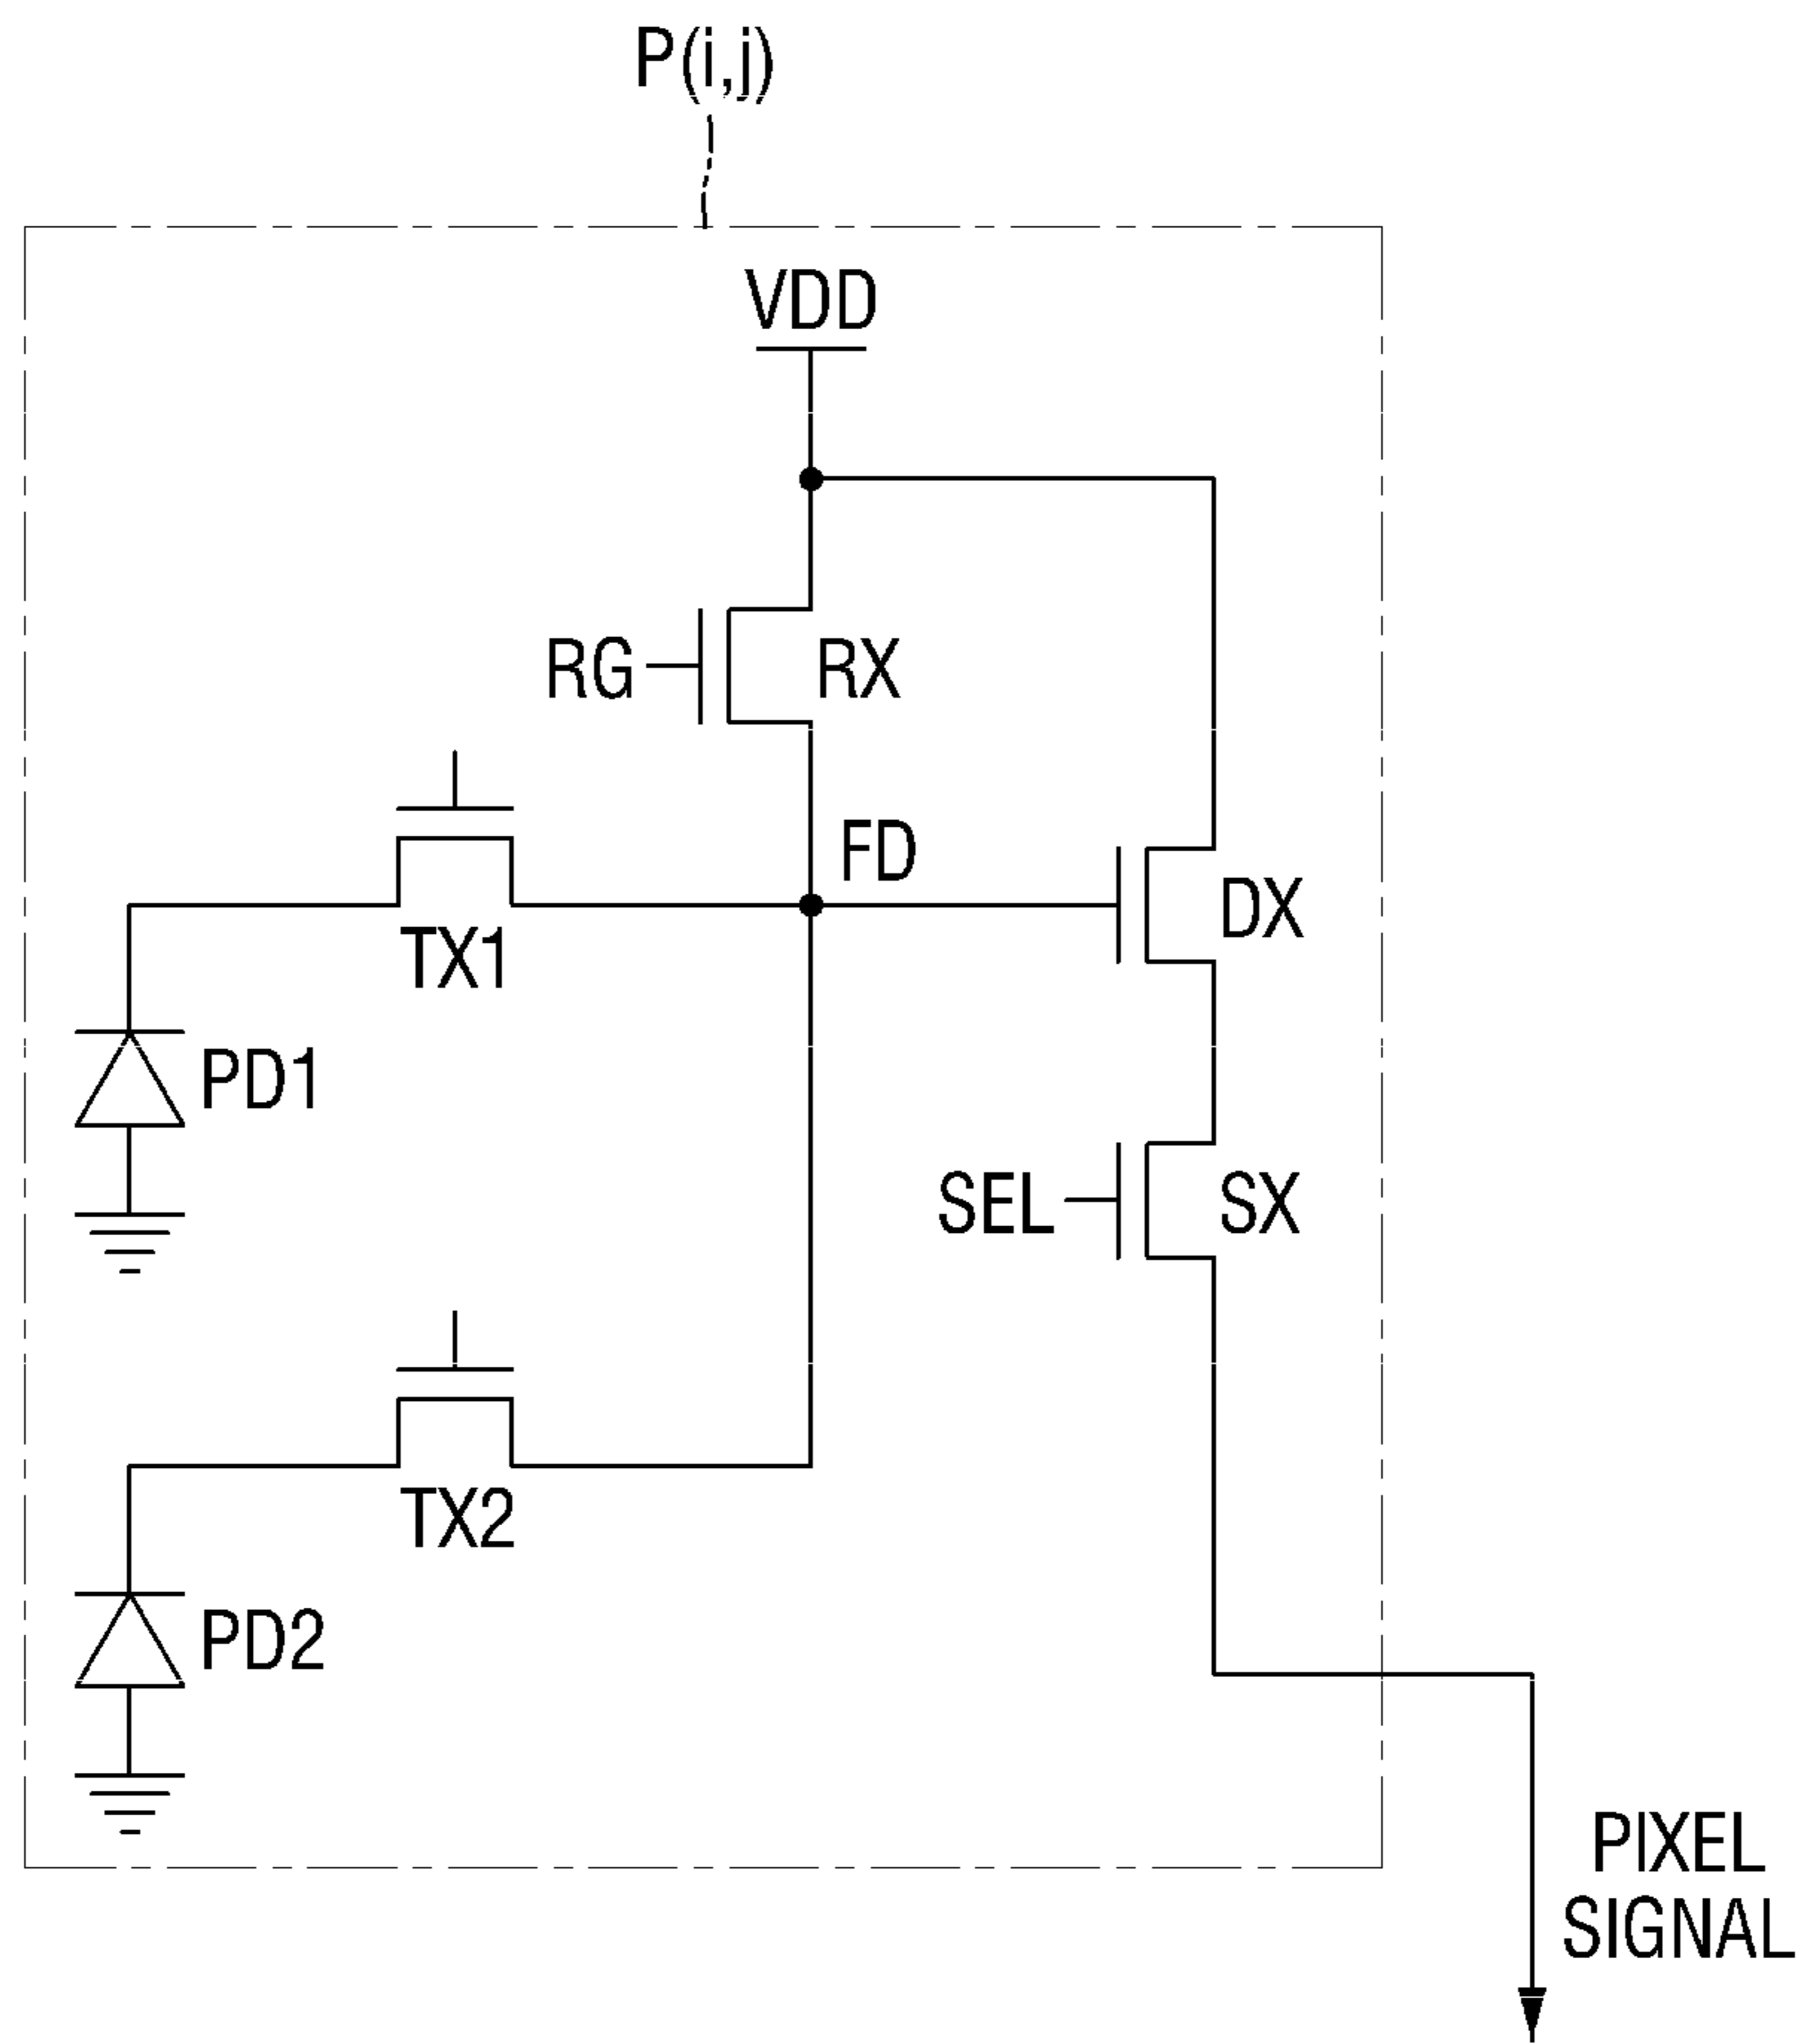 P(i,j)
VDD
RG
RX
FD
DX
TX1
PD1
SEL
SX
TX2
PD2
PIXEL
SIGNAL